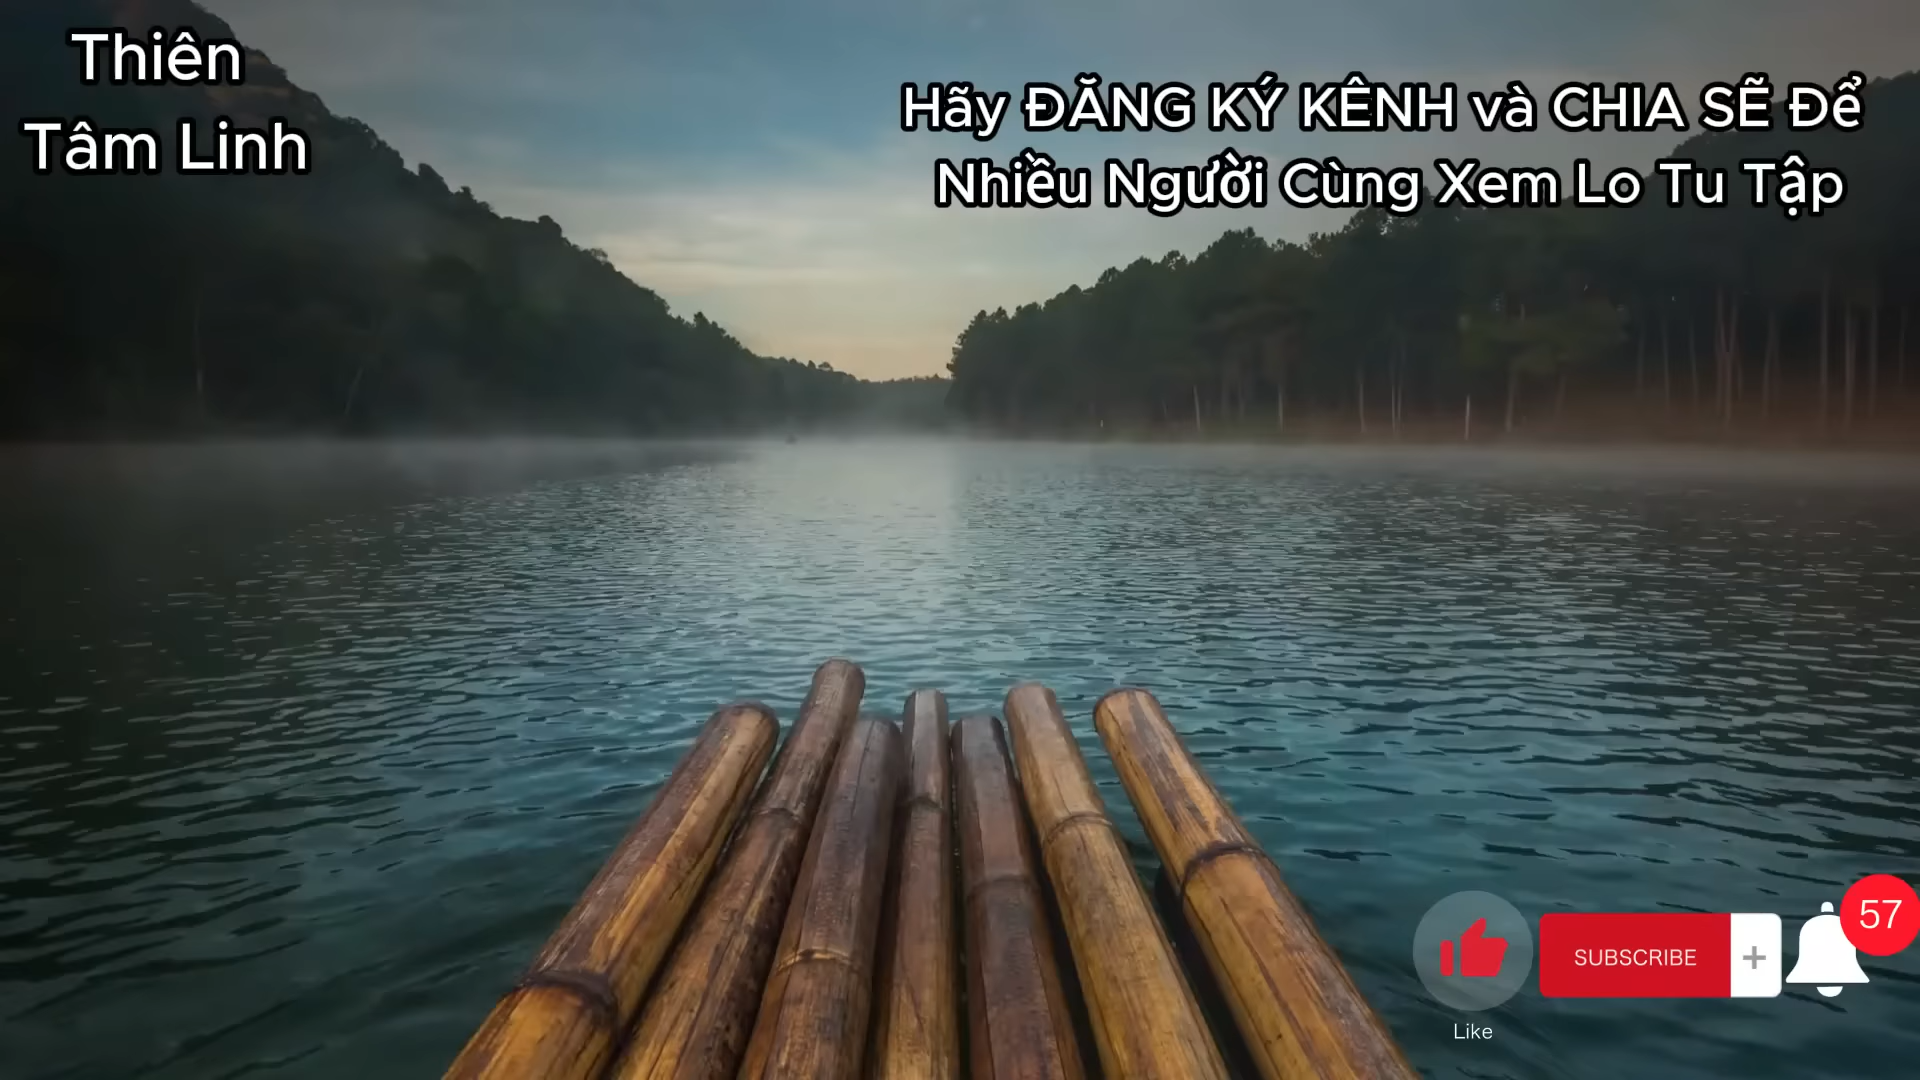 Thiên
Tâm Linh
Hãy ĐĂNG KÝ KÊNH và CHIA SẼ Để
Nhiều Người Cùng Xem Lo Tu Tập
57
SUBSCRIBE
Like